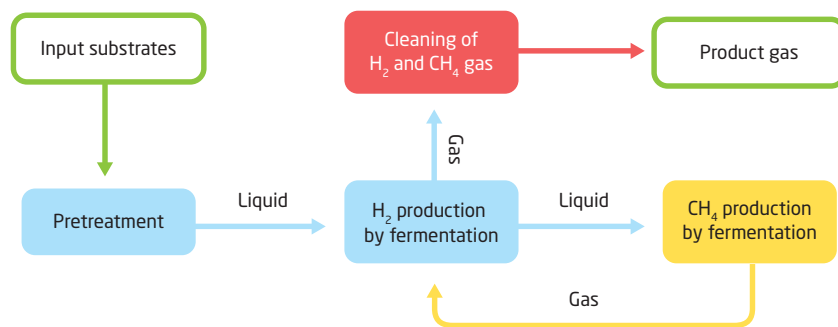 Input substrates
Cleaning of
H₂ and CH₄ gas
Product gas
Gas
Pretreatment
Liquid
H₂ production
by fermentation
Liquid
CH₄ production
by fermentation
Gas